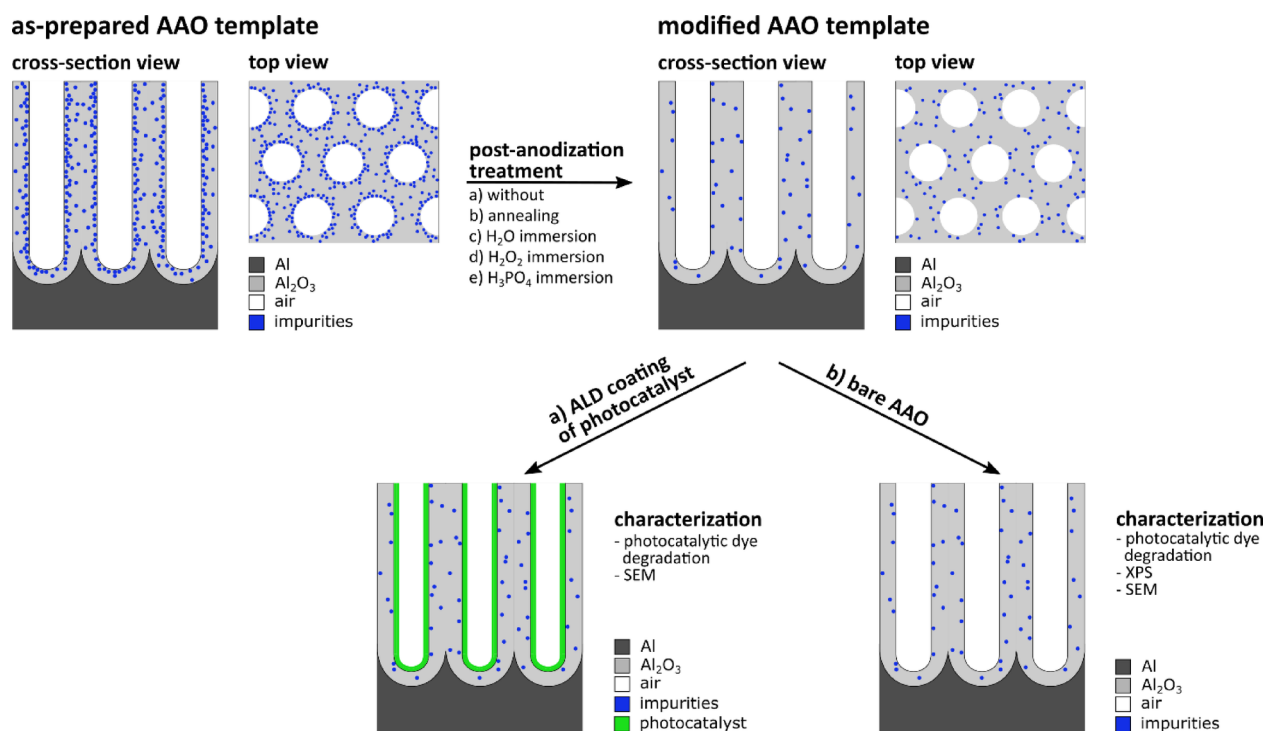 as-prepared AAO template
cross-section view
top view
Al
Al₂O₃
air
impurities
post-anodization
treatment
a) without
b) annealing
c) H₂O immersion
d) H₂O₂ immersion
e) H₃PO₄ immersion
modified AAO template
cross-section view
top view
Al
Al₂O₃
air
impurities
a) ALD coating
of photocatalyst
b) bare AAO
characterization
- photocatalytic dye
degradation
- SEM
Al
Al₂O₃
air
impurities
photocatalyst
characterization
- photocatalytic dye
degradation
- XPS
- SEM
Al
Al₂O₃
air
impurities